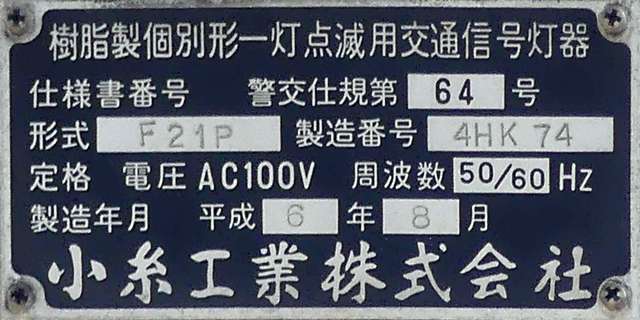 樹脂製個別形一灯点滅用交通信号灯器
仕様書番号 警交仕規第 64 号
形式 F21P 製造番号 4HK74
定格 電圧 AC100V 周波数 50/60 Hz
製造年月 平成 6 年 8 月
小糸工業株式会社